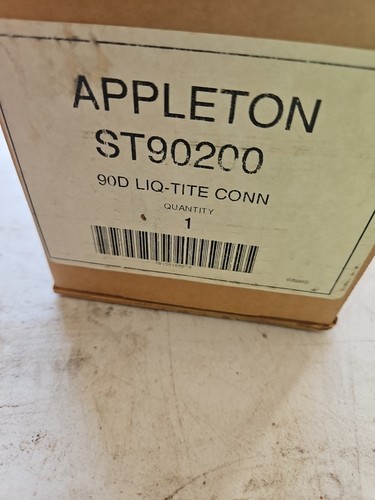 APPLETON
ST90200
90D LIQ-TITE CONN
QUANTITY
1